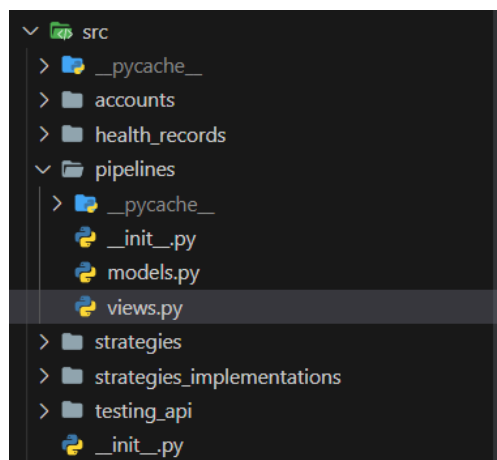 src
__pycache__
accounts
health_records
pipelines
__pycache__
__init__.py
models.py
views.py
strategies
strategies_implementations
testing_api
__init__.py